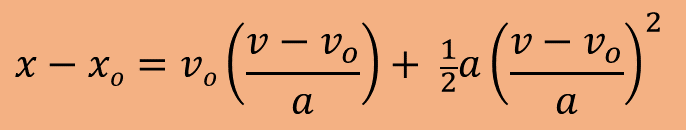 x − xₒ = vₒ ((v − vₒ)/a) + ½a ((v − vₒ)/a)²